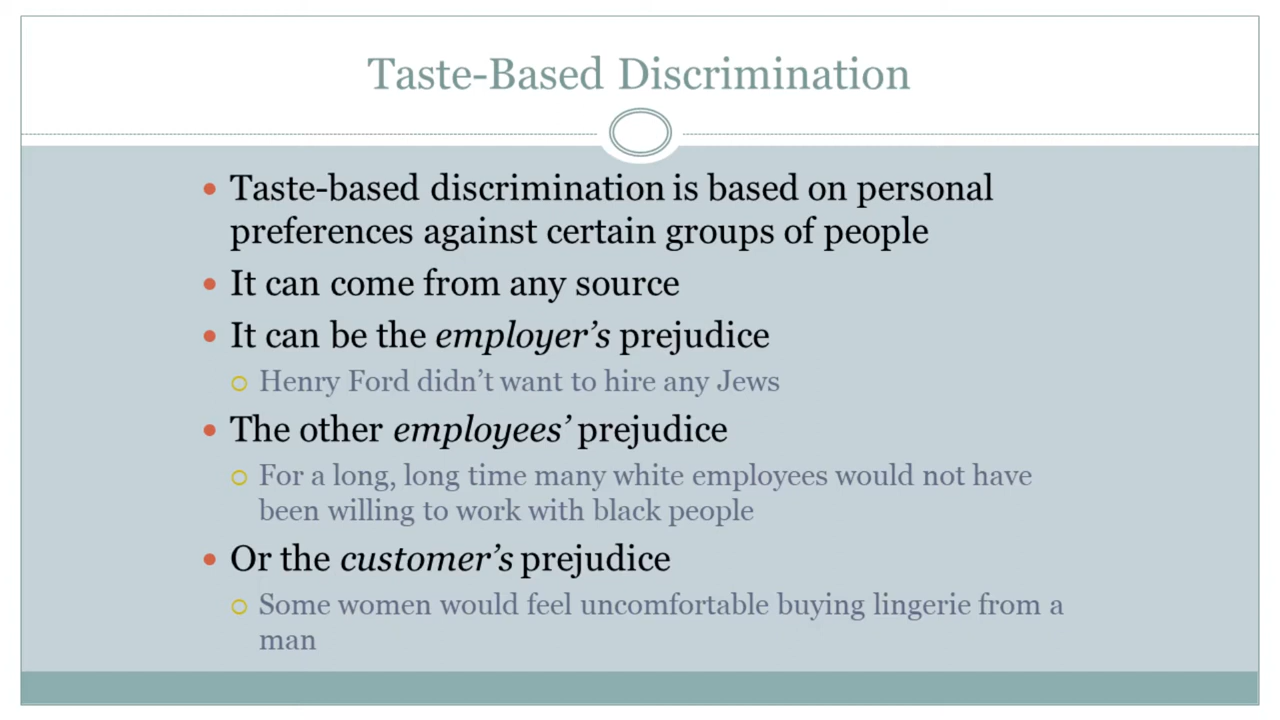 Taste-Based Discrimination
Taste-based discrimination is based on personal
preferences against certain groups of people
It can come from any source
It can be the employer’s prejudice
Henry Ford didn’t want to hire any Jews
The other employees’ prejudice
For a long, long time many white employees would not have
been willing to work with black people
Or the customer’s prejudice
Some women would feel uncomfortable buying lingerie from a
man